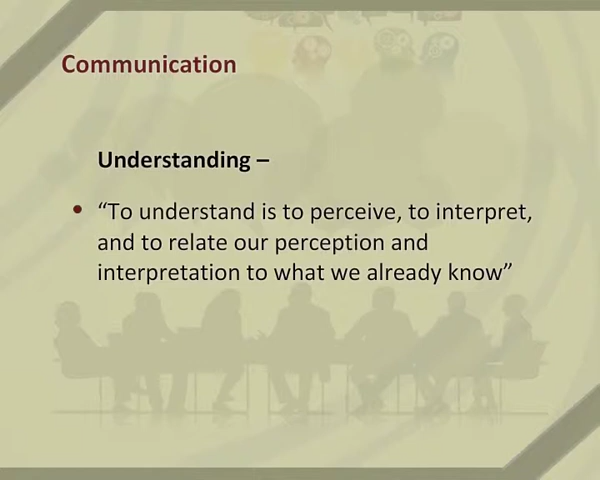 Communication
Understanding –
• “To understand is to perceive, to interpret,
and to relate our perception and
interpretation to what we already know”